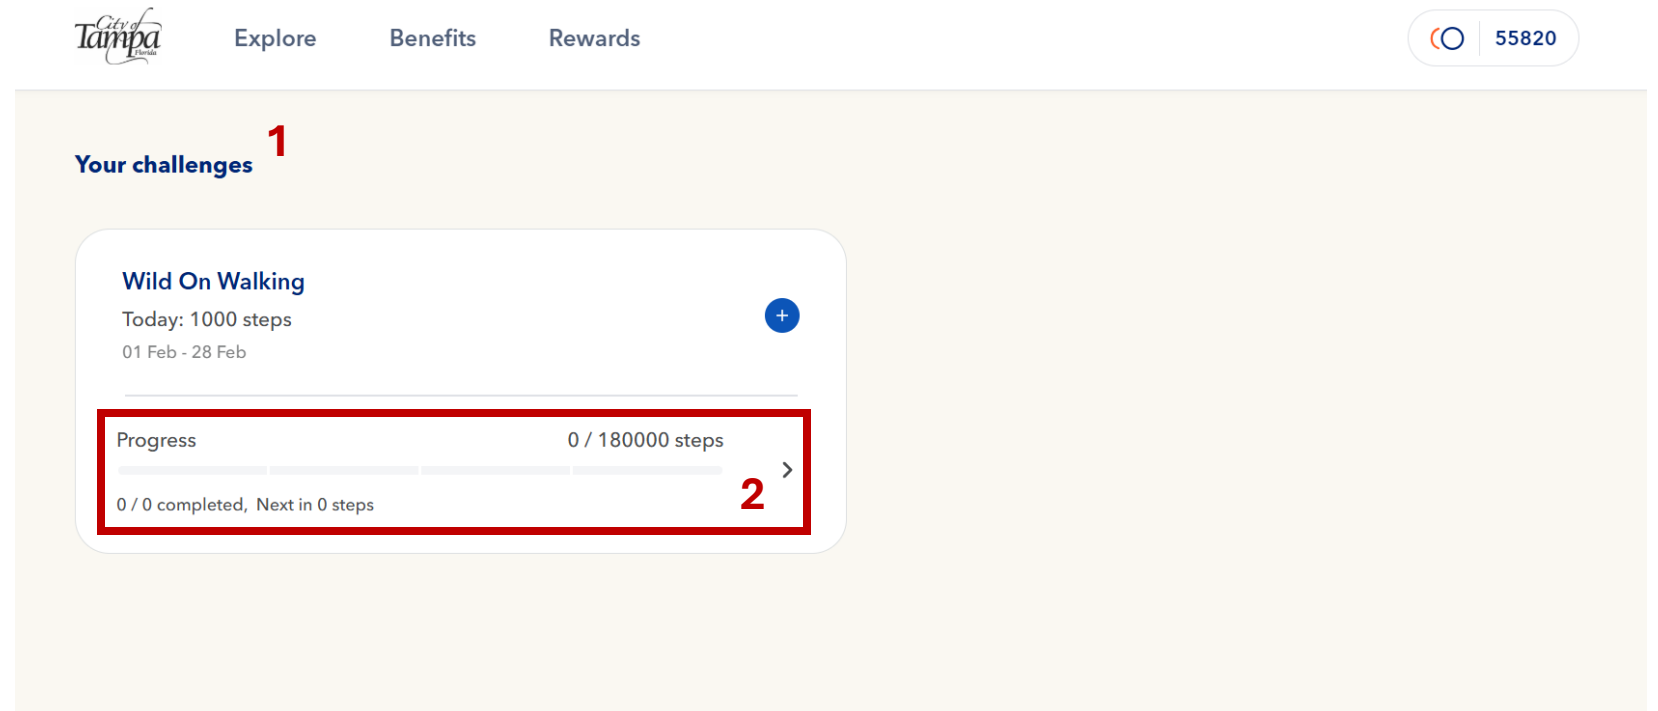 City of
Tampa
Florida
Explore
Benefits
Rewards
55820
1
Your challenges
Wild On Walking
Today: 1000 steps
01 Feb - 28 Feb
+
Progress
0 / 180000 steps
2
0 / 0 completed, Next in 0 steps